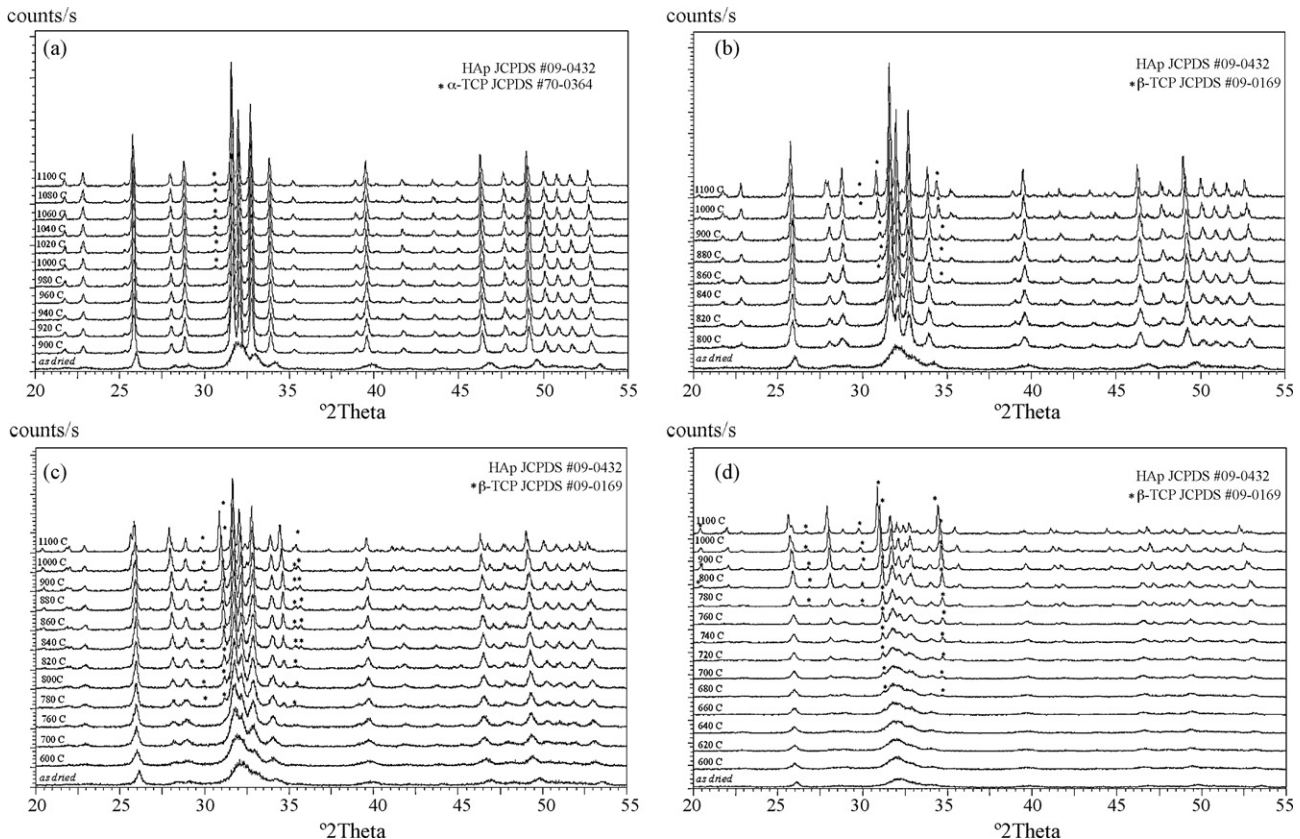 counts/s
(a)
HAp JCPDS #09-0432
* α-TCP JCPDS #70-0364
1100 C
1080 C
1060 C
1040 C
1020 C
1000 C
980 C
960 C
940 C
920 C
900 C
as dried
20 25 30 35 40 45 50 55
°2Theta
counts/s
(b)
HAp JCPDS #09-0432
*β-TCP JCPDS #09-0169
1100 C
1000 C
900 C
880 C
860 C
840 C
820 C
800 C
as dried
20 25 30 35 40 45 50 55
°2Theta
counts/s
(c)
HAp JCPDS #09-0432
*β-TCP JCPDS #09-0169
1100 C
1000 C
900 C
880 C
860 C
840 C
820 C
800C
780 C
760 C
700 C
600 C
as dried
20 25 30 35 40 45 50 55
°2Theta
counts/s
(d)
HAp JCPDS #09-0432
*β-TCP JCPDS #09-0169
1100 C
1000 C
900 C
800 C
780 C
760 C
740 C
720 C
700 C
680 C
660 C
640 C
620 C
600 C
as dried
20 25 30 35 40 45 50 55
°2Theta